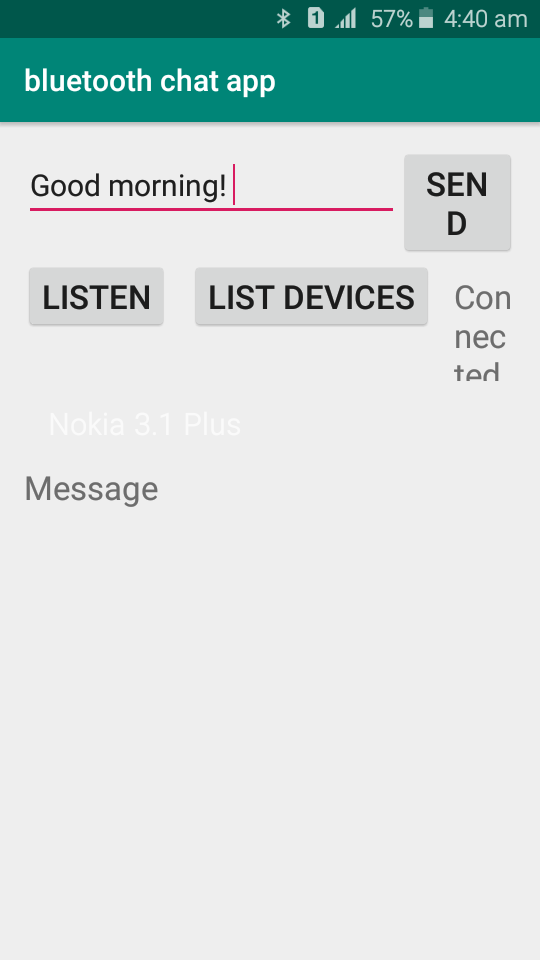 1 57% 4:40 am
bluetooth chat app
Good morning!
SEN
D
LISTEN LIST DEVICES Con
nec
ted
Nokia 3.1 Plus
Message